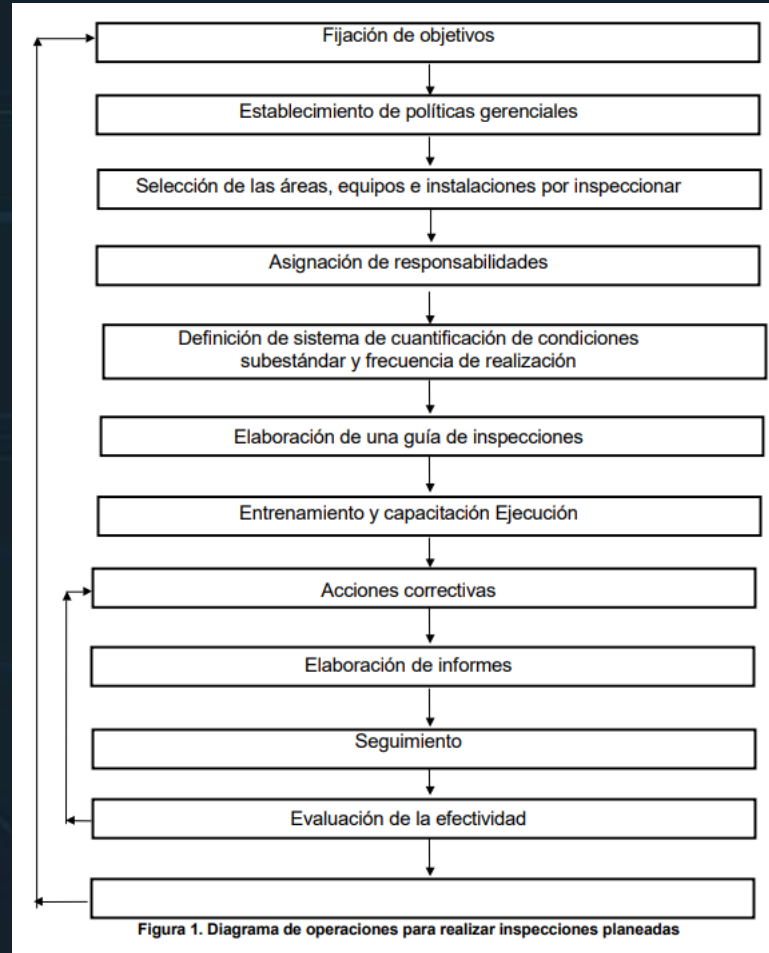 Fijación de objetivos
Establecimiento de políticas gerenciales
Selección de las áreas, equipos e instalaciones por inspeccionar
Asignación de responsabilidades
Definición de sistema de cuantificación de condiciones
subestándar y frecuencia de realización
Elaboración de una guía de inspecciones
Entrenamiento y capacitación Ejecución
Acciones correctivas
Elaboración de informes
Seguimiento
Evaluación de la efectividad
Figura 1. Diagrama de operaciones para realizar inspecciones planeadas